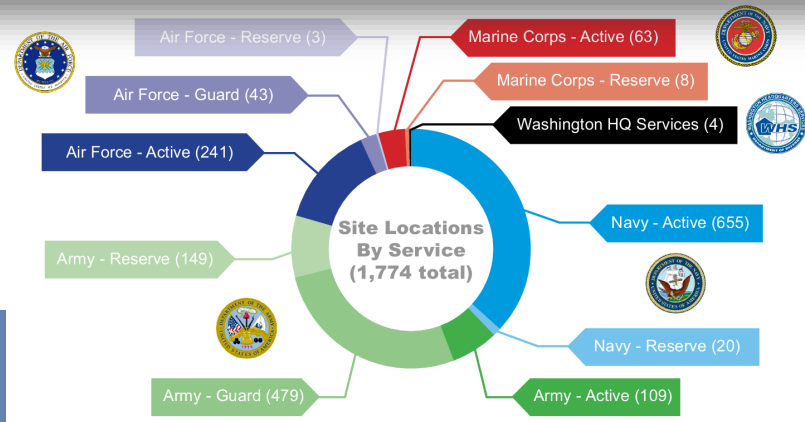 Air Force - Reserve (3)
Marine Corps - Active (63)
Marine Corps - Reserve (8)
Air Force - Guard (43)
Washington HQ Services (4)
WHS
Air Force - Active (241)
Navy - Active (655)
Site Locations
By Service
(1,774 total)
Army - Reserve (149)
Navy - Reserve (20)
Army - Guard (479)
Army - Active (109)